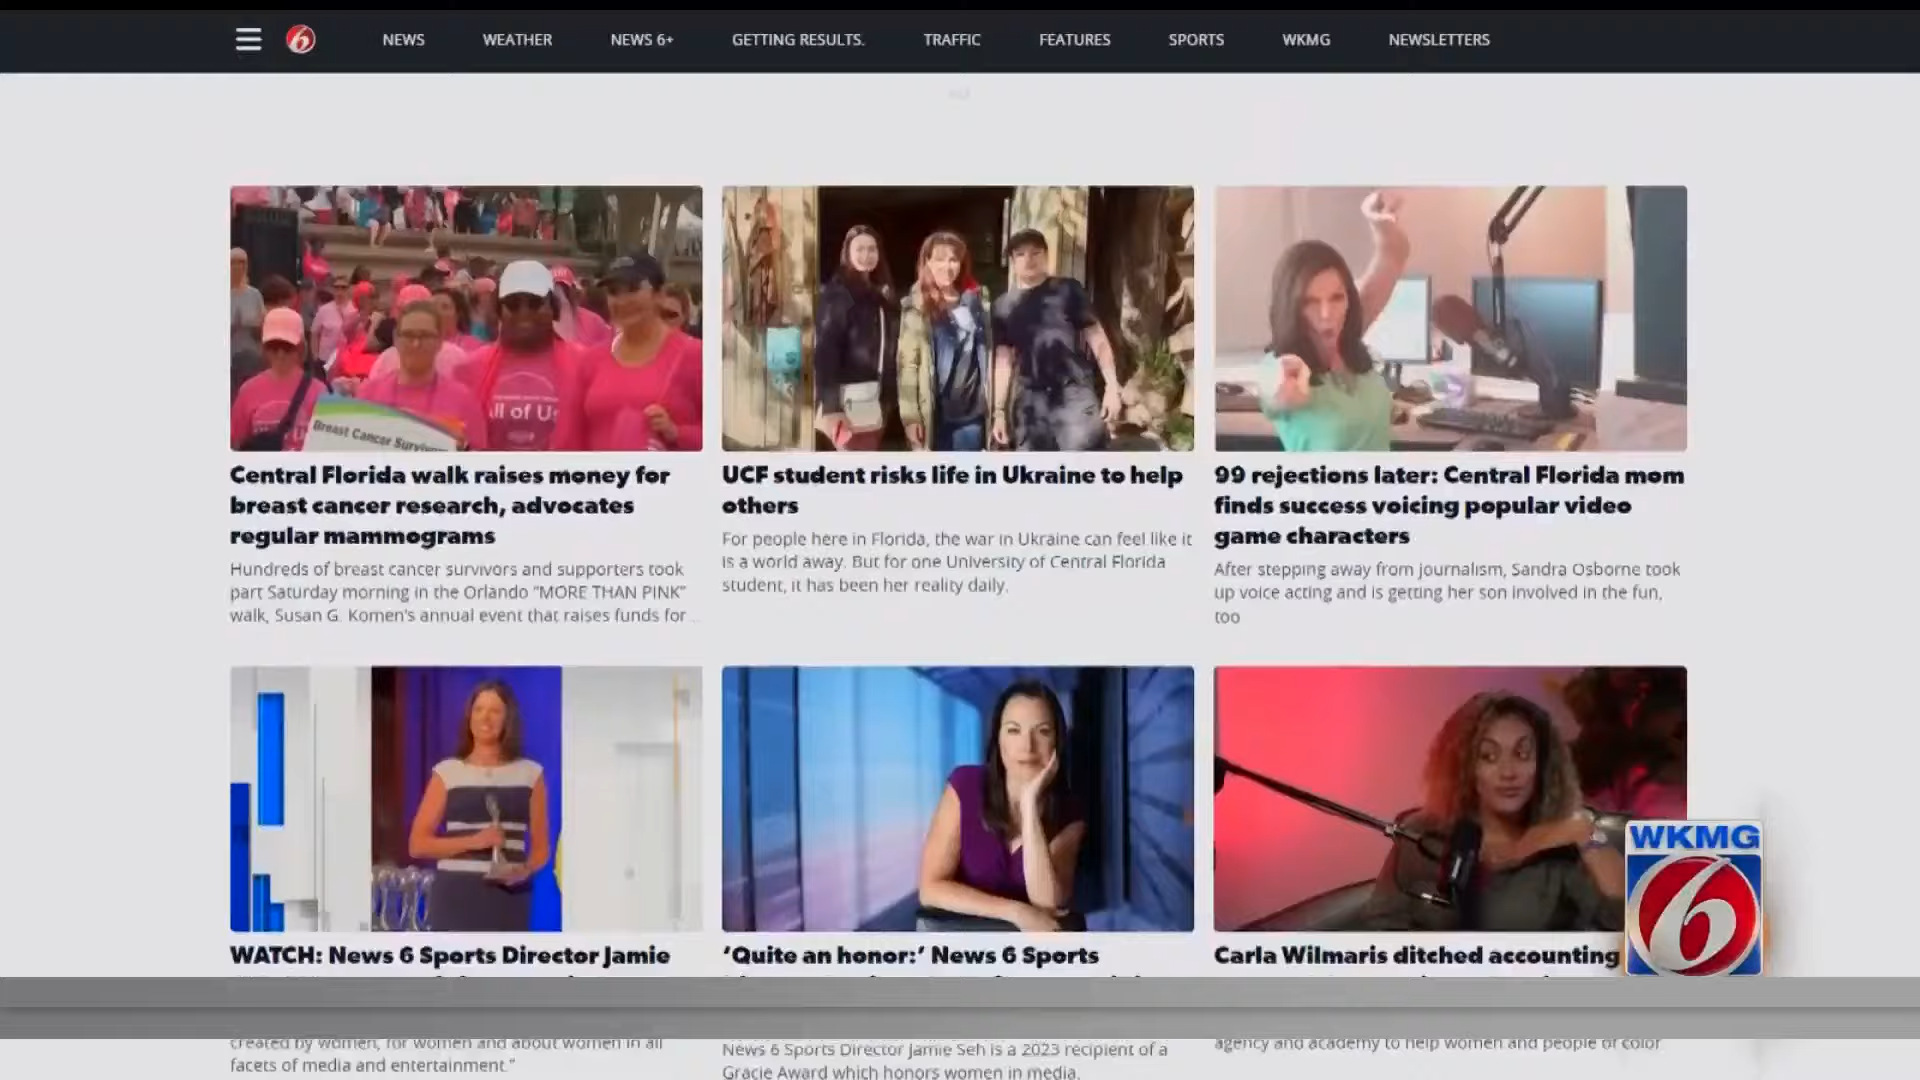 6
NEWS
WEATHER
NEWS 6+
GETTING RESULTS.
TRAFFIC
FEATURES
SPORTS
WKMG
NEWSLETTERS
Breast Cancer
All of Us
Central Florida walk raises money for
breast cancer research, advocates
regular mammograms
Hundreds of breast cancer survivors and supporters took
part Saturday morning in the Orlando “MORE THAN PINK”
walk, Susan G. Komen's annual event that raises funds for ...
UCF student risks life in Ukraine to help
others
For people here in Florida, the war in Ukraine can feel like it
is a world away. But for one University of Central Florida
student, it has been her reality daily.
99 rejections later: Central Florida mom
finds success voicing popular video
game characters
After stepping away from journalism, Sandra Osborne took
up voice acting and is getting her son involved in the fun,
too
WATCH: News 6 Sports Director Jamie
created by women, for women and about women in all
facets of media and entertainment.”
‘Quite an honor:’ News 6 Sports
News 6 Sports Director Jamie Seh is a 2023 recipient of a
Gracie Award which honors women in media.
Carla Wilmaris ditched accounting
agency and academy to help women and people of color
WKMG
6